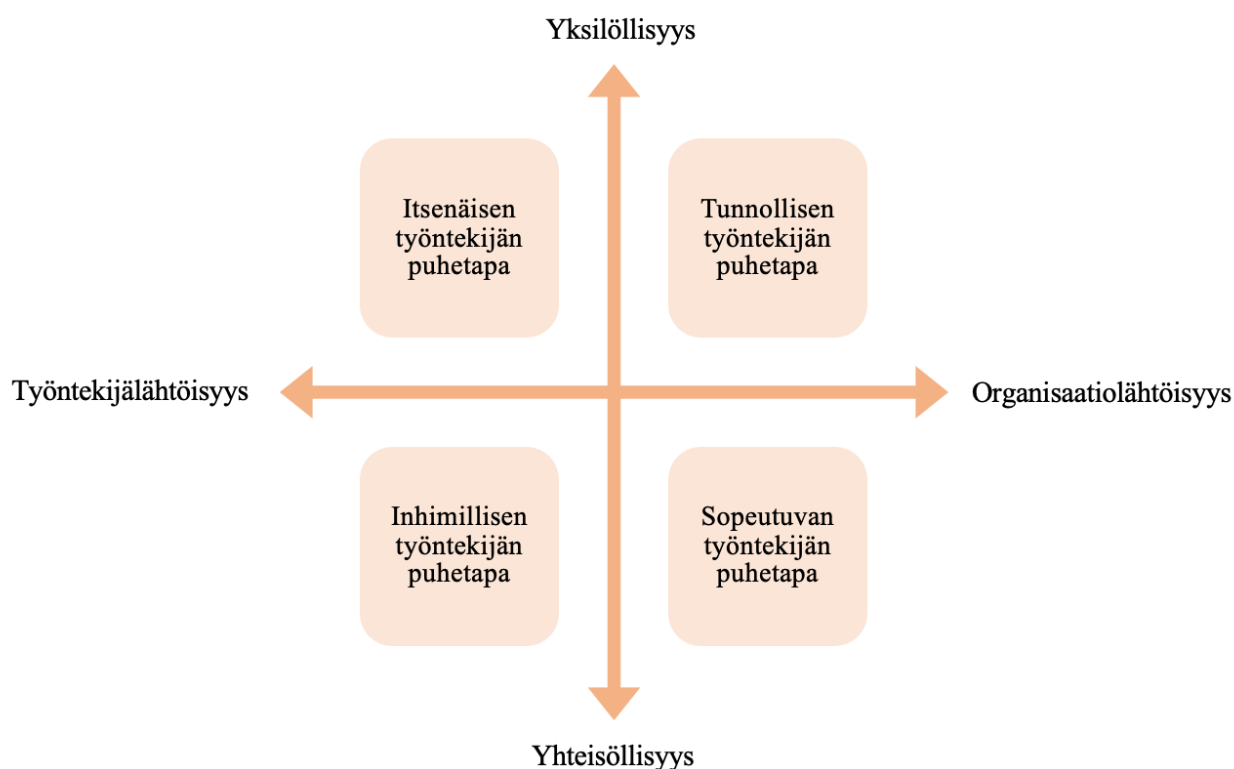 Yksilöllisyys
Itsenäisen
työntekijän
puhetapa
Tunnollisen
työntekijän
puhetapa
Työntekijälähtöisyys
Organisaatiolähtöisyys
Inhimillisen
työntekijän
puhetapa
Sopeutuvan
työntekijän
puhetapa
Yhteisöllisyys